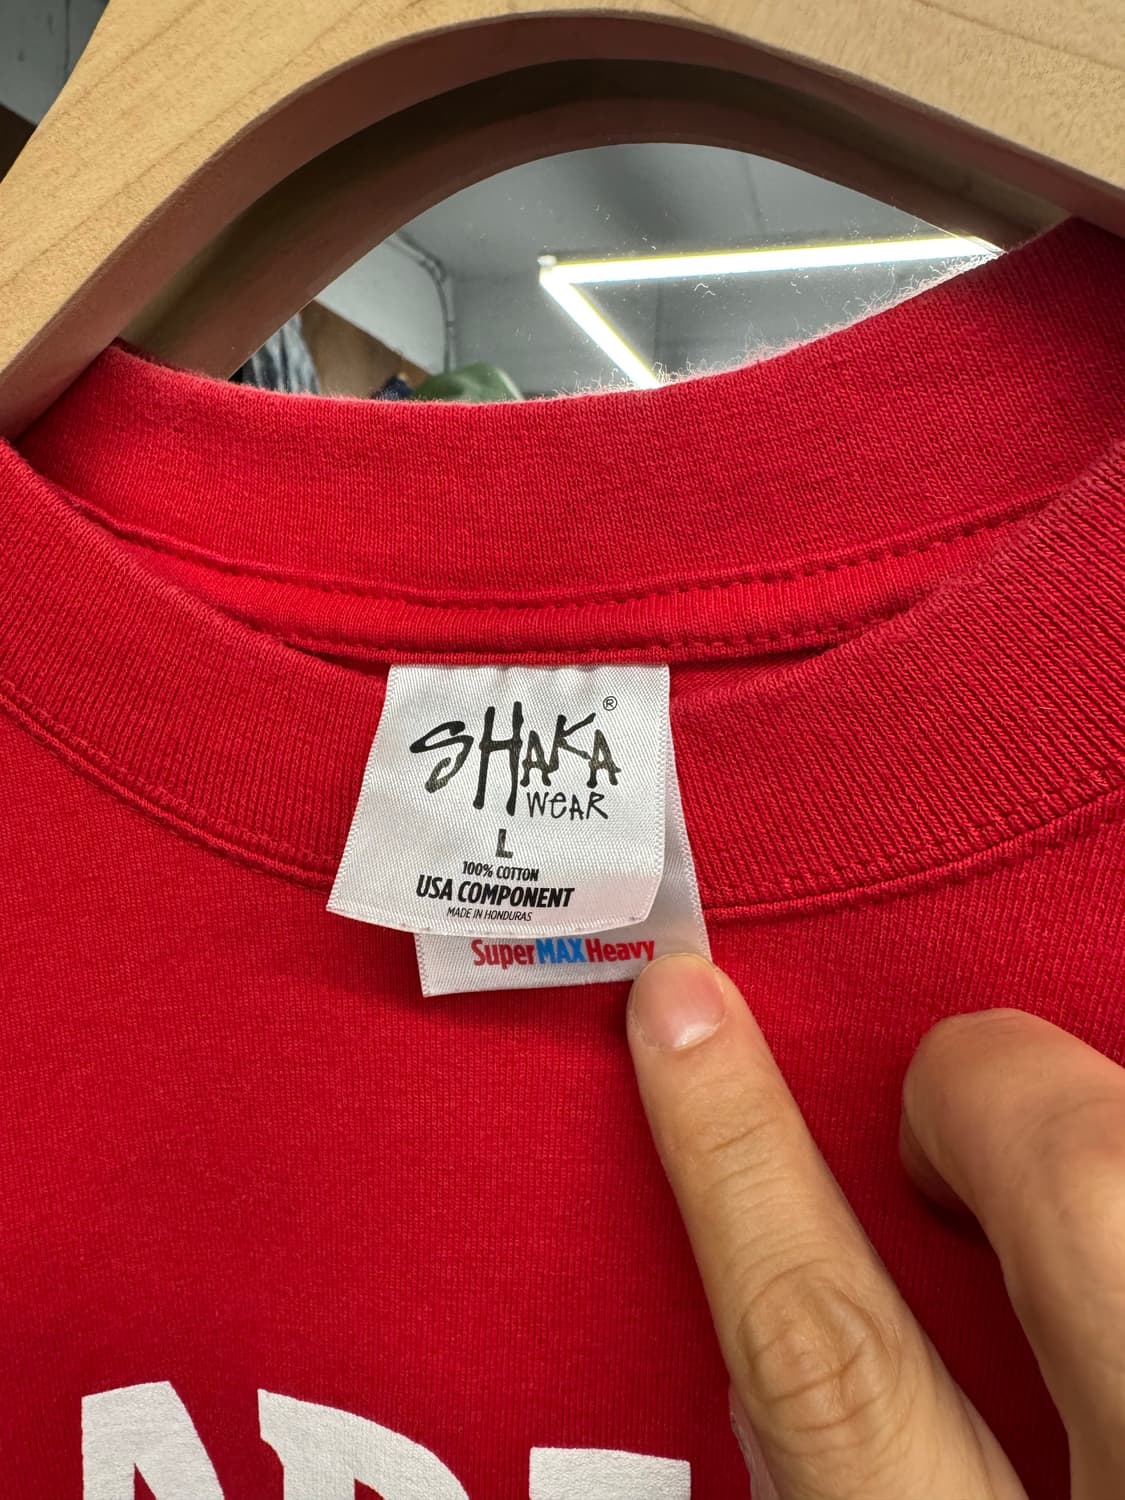 SHAKA®
WEAR
L
100% COTTON
USA COMPONENT
MADE IN HONDURAS
SuperMAXHeavy